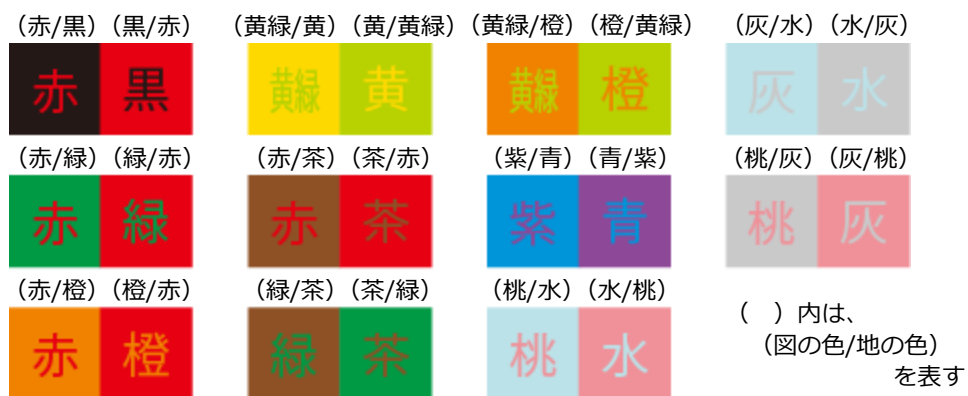 （赤/黒）（黒/赤） （黄緑/黄）（黄/黄緑） （黄緑/橙）（橙/黄緑） （灰/水）（水/灰）
赤 黒 黄緑 黄 黄緑 橙 灰 水
（赤/緑）（緑/赤） （赤/茶）（茶/赤） （紫/青）（青/紫） （桃/灰）（灰/桃）
赤 緑 赤 茶 紫 青 桃 灰
（赤/橙）（橙/赤） （緑/茶）（茶/緑） （桃/水）（水/桃）
赤 橙 緑 茶 桃 水
（　）内は、
（図の色/地の色）
を表す